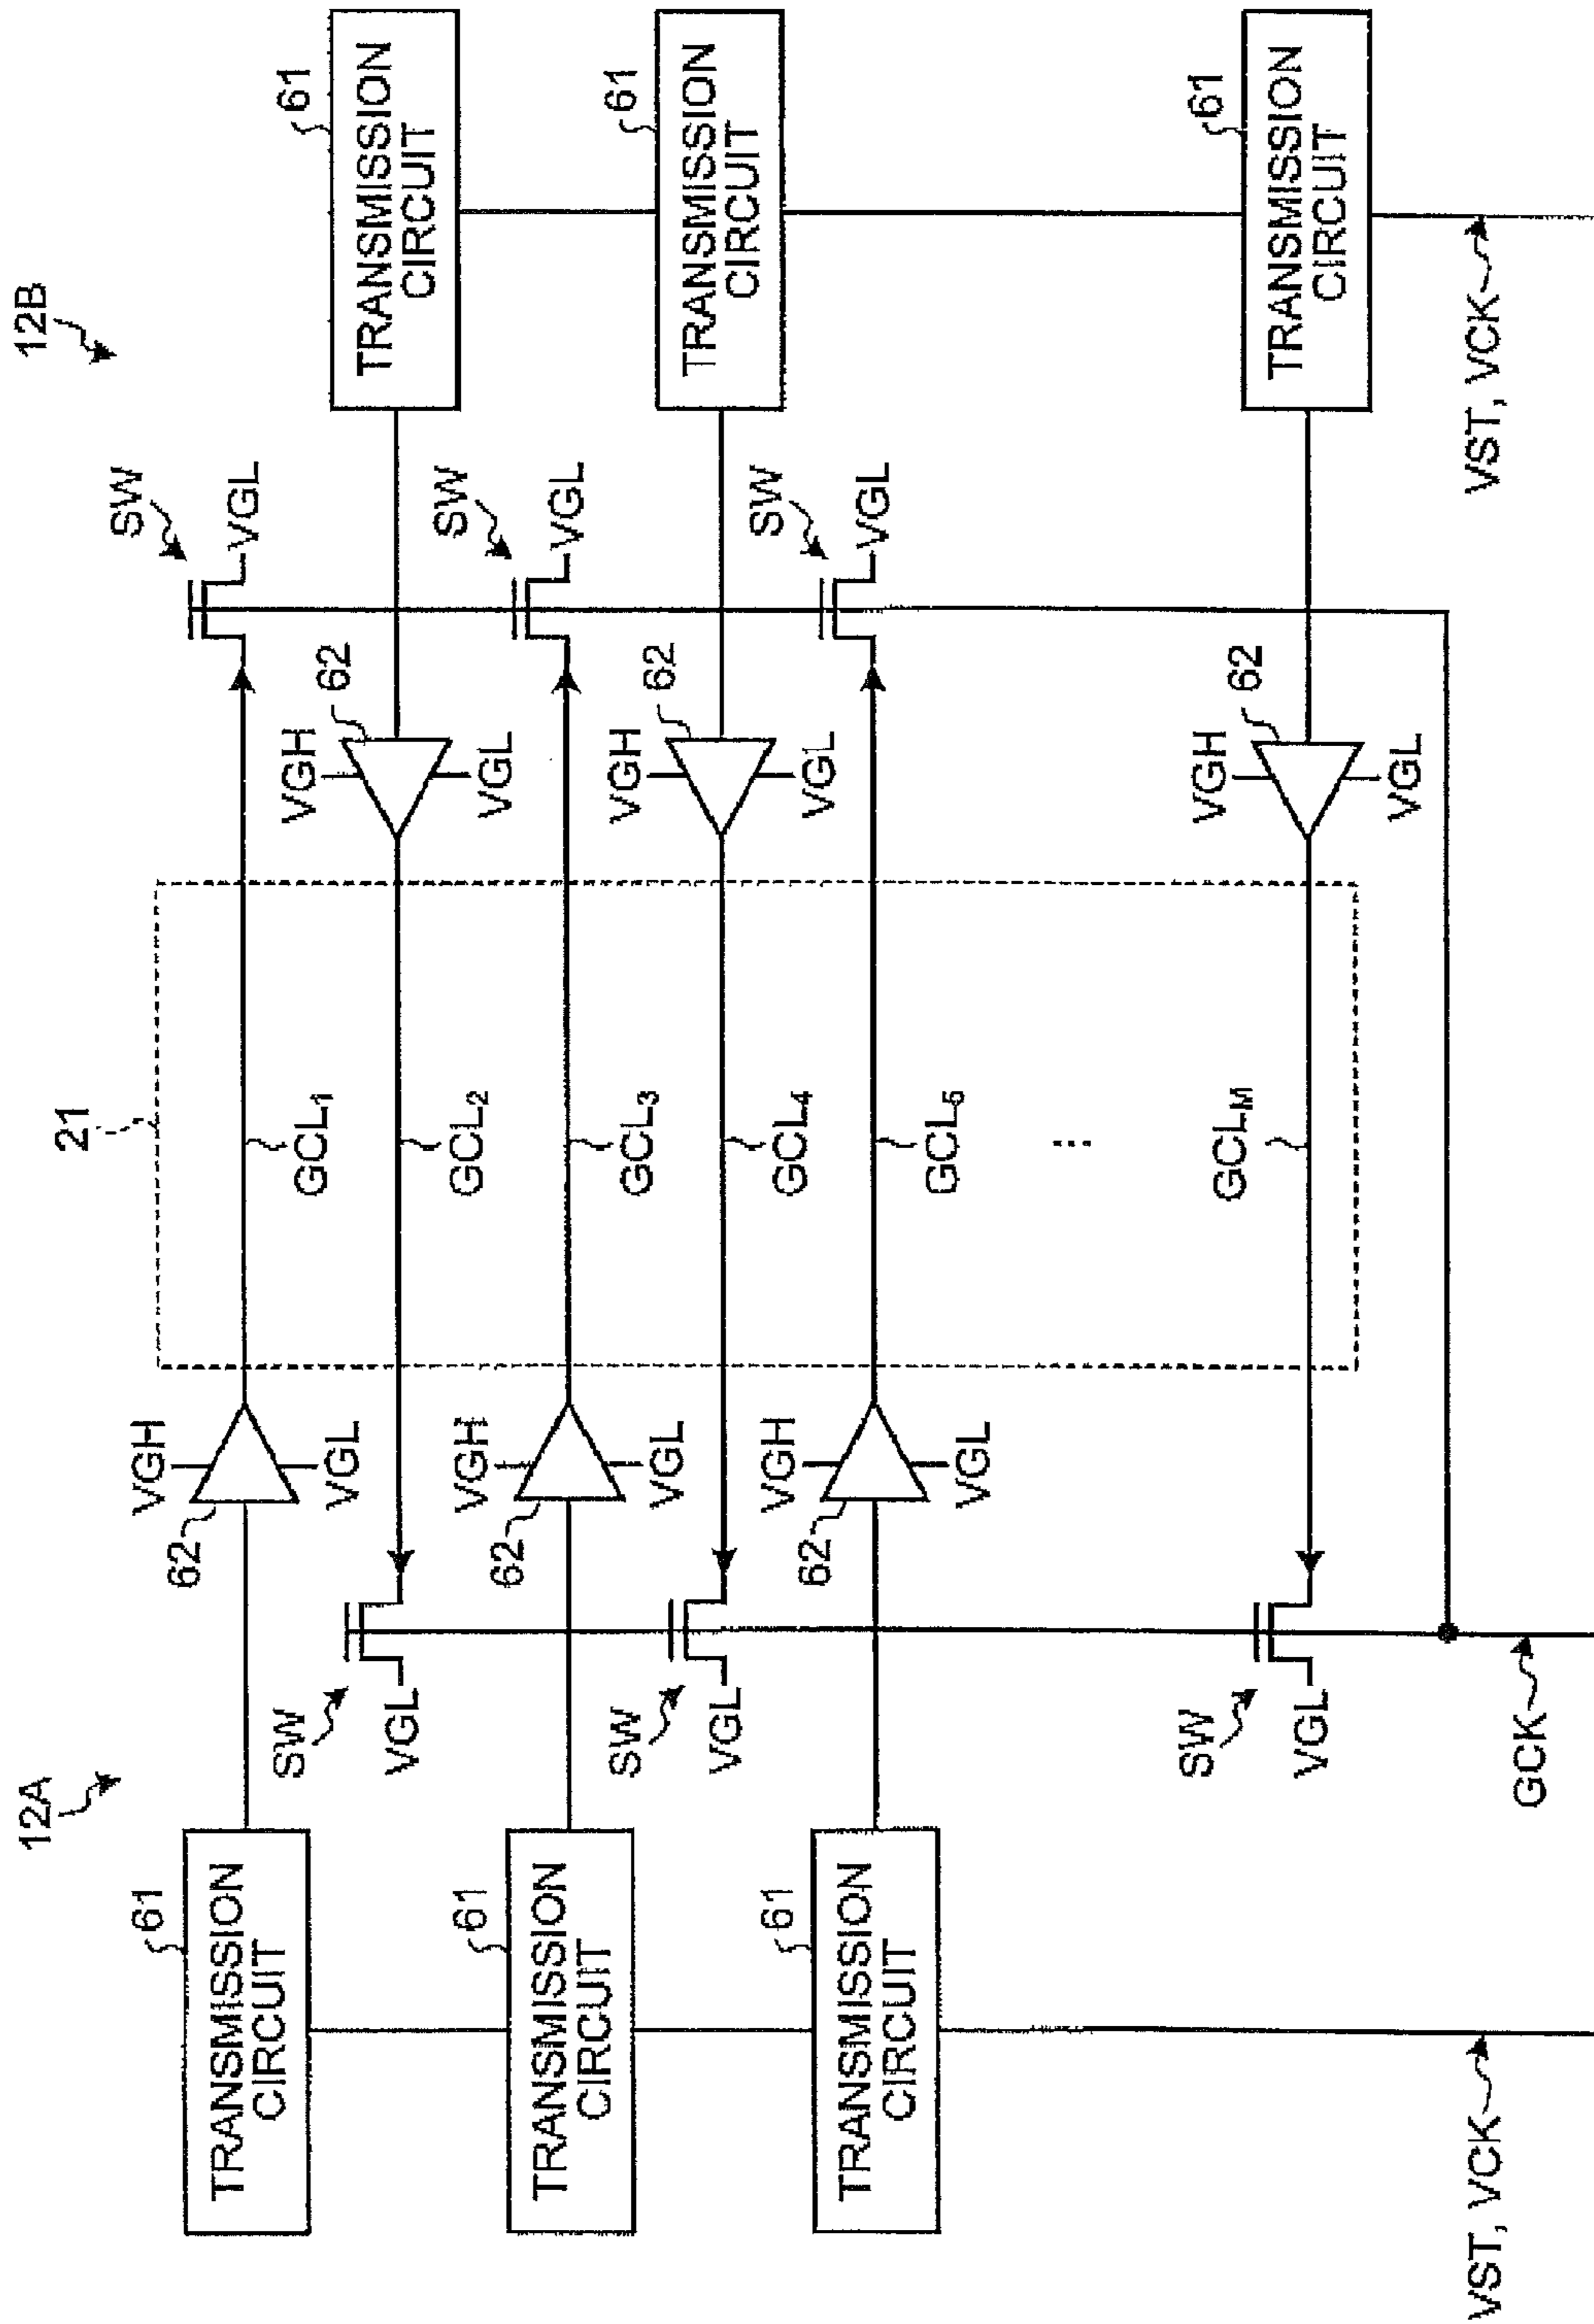 12A
12B
21
TRANSMISSION
CIRCUIT
61
62
VGH
VGL
GCL1
SW
VGL
SW
VGL
GCL2
62
VGH
VGL
61
TRANSMISSION
CIRCUIT
TRANSMISSION
CIRCUIT
61
62
VGH
VGL
GCL3
SW
VGL
SW
VGL
GCL4
62
VGH
VGL
61
TRANSMISSION
CIRCUIT
TRANSMISSION
CIRCUIT
61
62
VGH
VGL
GCL5
SW
VGL
...
SW
VGL
GCLM
62
VGH
VGL
61
TRANSMISSION
CIRCUIT
VST, VCK
GCK
VST, VCK